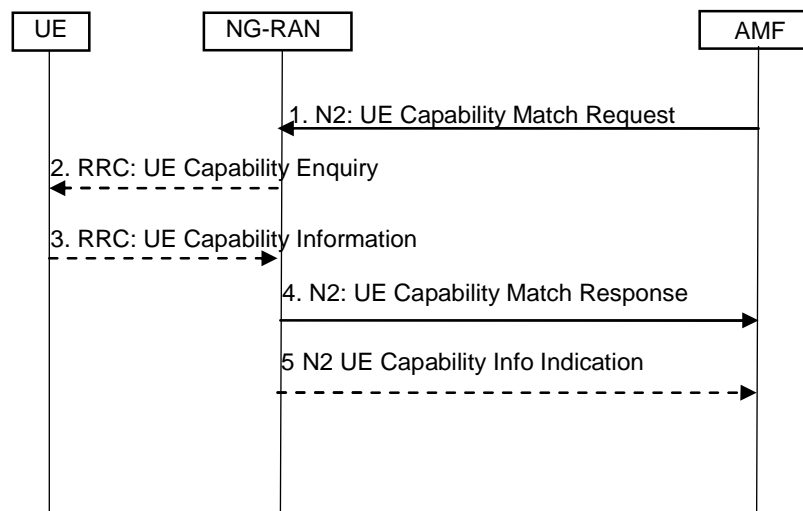 UE
NG-RAN
AMF
1. N2: UE Capability Match Request
2. RRC: UE Capability Enquiry
3. RRC: UE Capability Information
4. N2: UE Capability Match Response
5 N2 UE Capability Info Indication